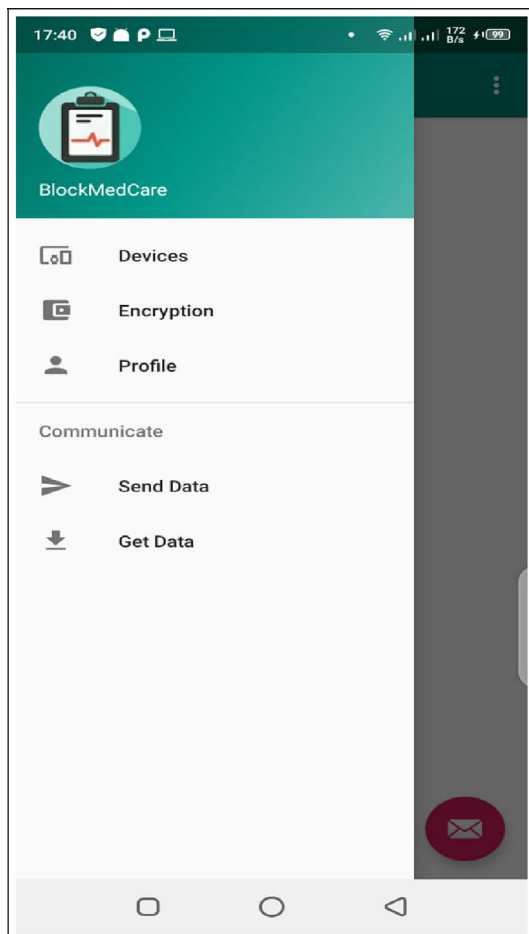 17:40
172
B/s
99
BlockMedCare
Devices
Encryption
Profile
Communicate
Send Data
Get Data